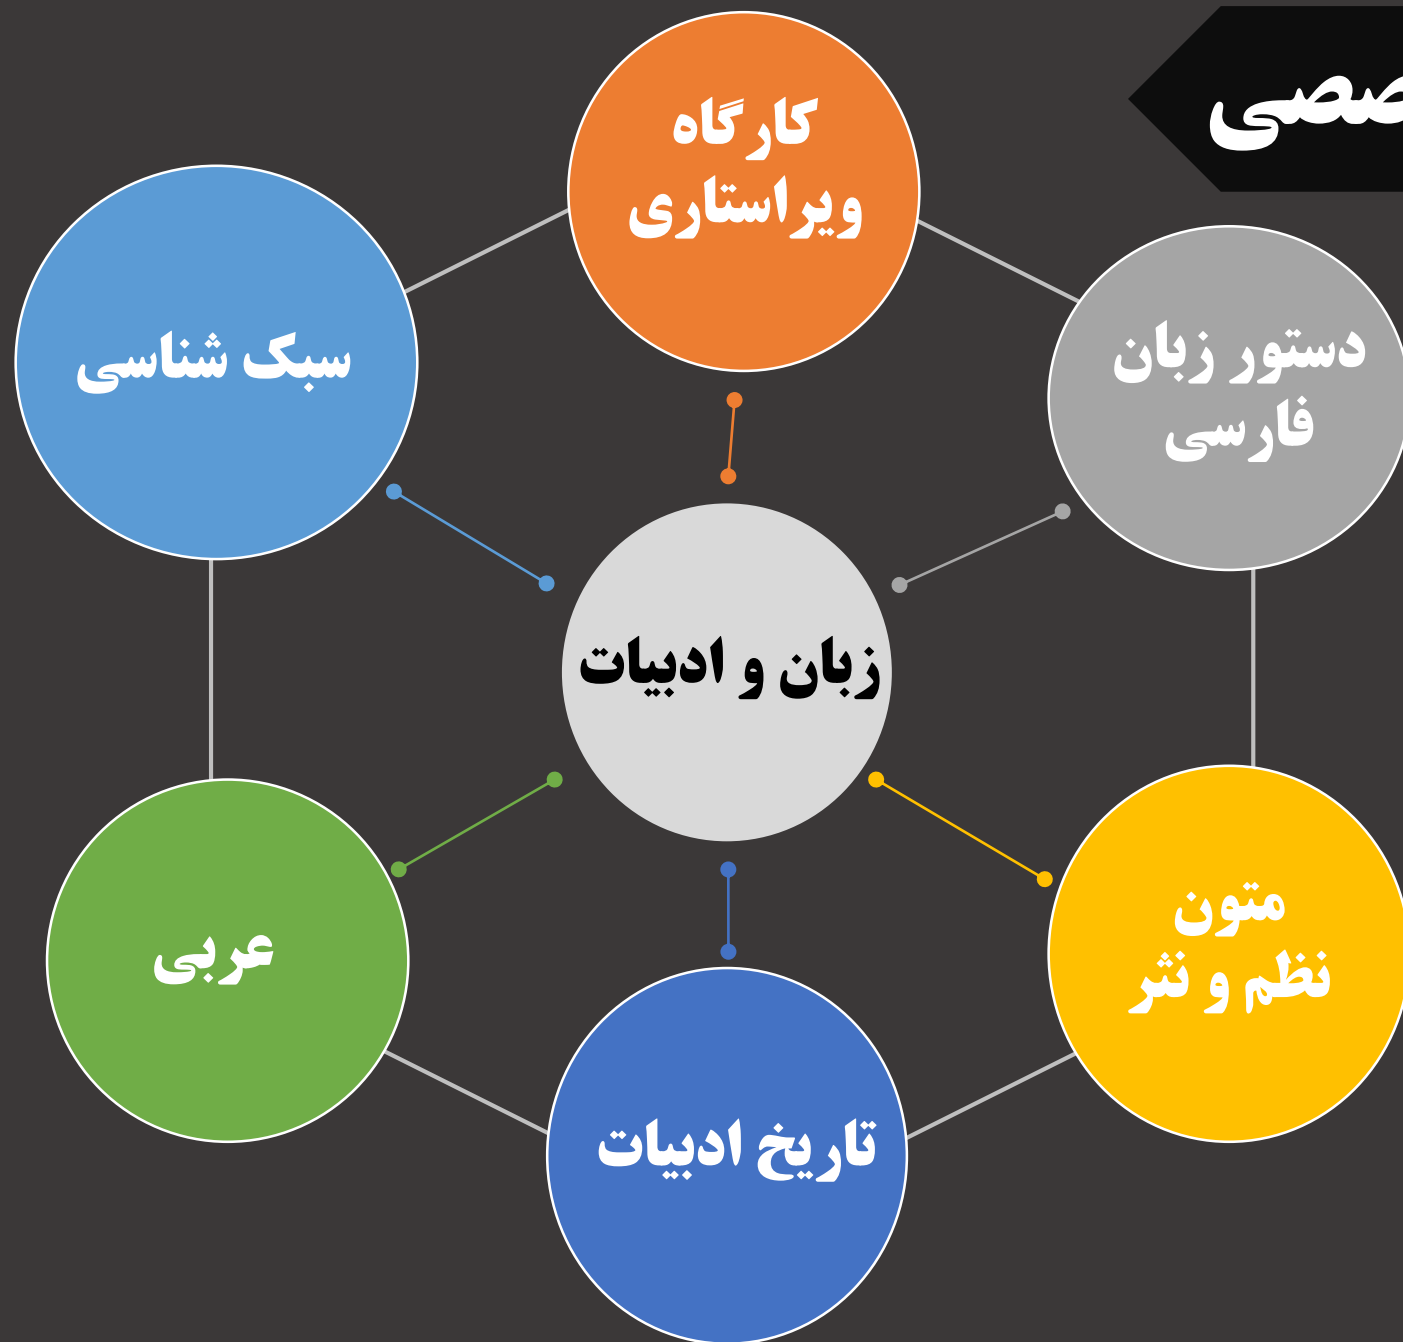 کارگاه
ویراستاری
دستور زبان
فارسی
سبک شناسی
زبان و ادبیات
متون
نظم و نثر
عربی
تاریخ ادبیات